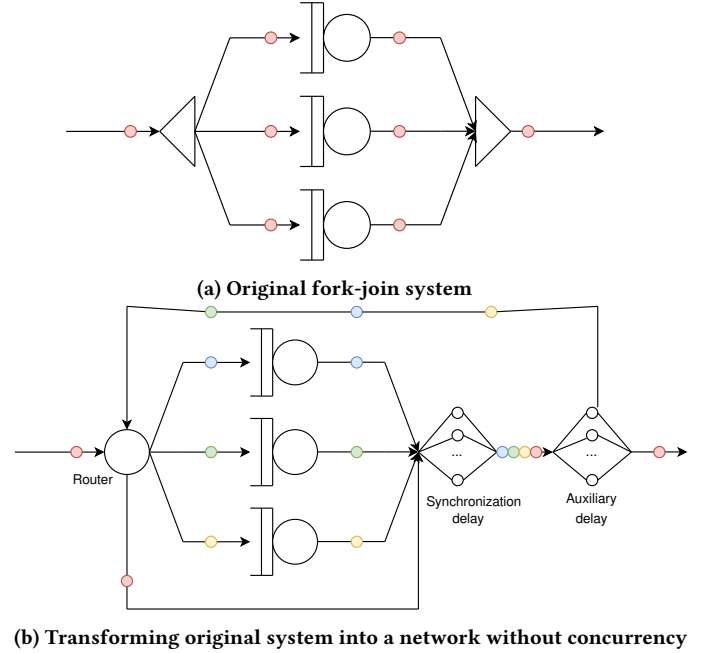 (a) Original fork-join system
Router
...
...
Synchronization
delay
Auxiliary
delay
(b) Transforming original system into a network without concurrency